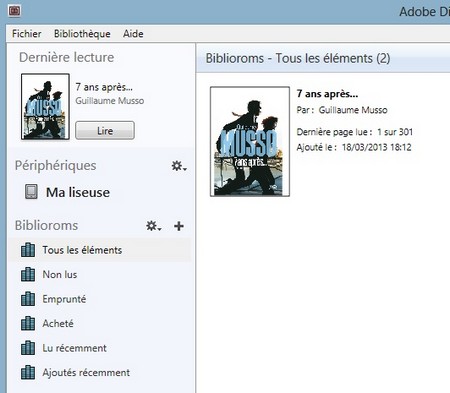 Adobe Di
Fichier Bibliothèque Aide
Dernière lecture
MUSSO
7 ans après...
7 ans après...
Guillaume Musso
Lire
Périphériques
Ma liseuse
Biblioroms
Tous les éléments
Non lus
Emprunté
Acheté
Lu récemment
Ajoutés récemment
Biblioroms - Tous les éléments (2)
MUSSO
7 ans après...
7 ans après...
Par : Guillaume Musso
Dernière page lue : 1 sur 301
Ajouté le : 18/03/2013 18:12